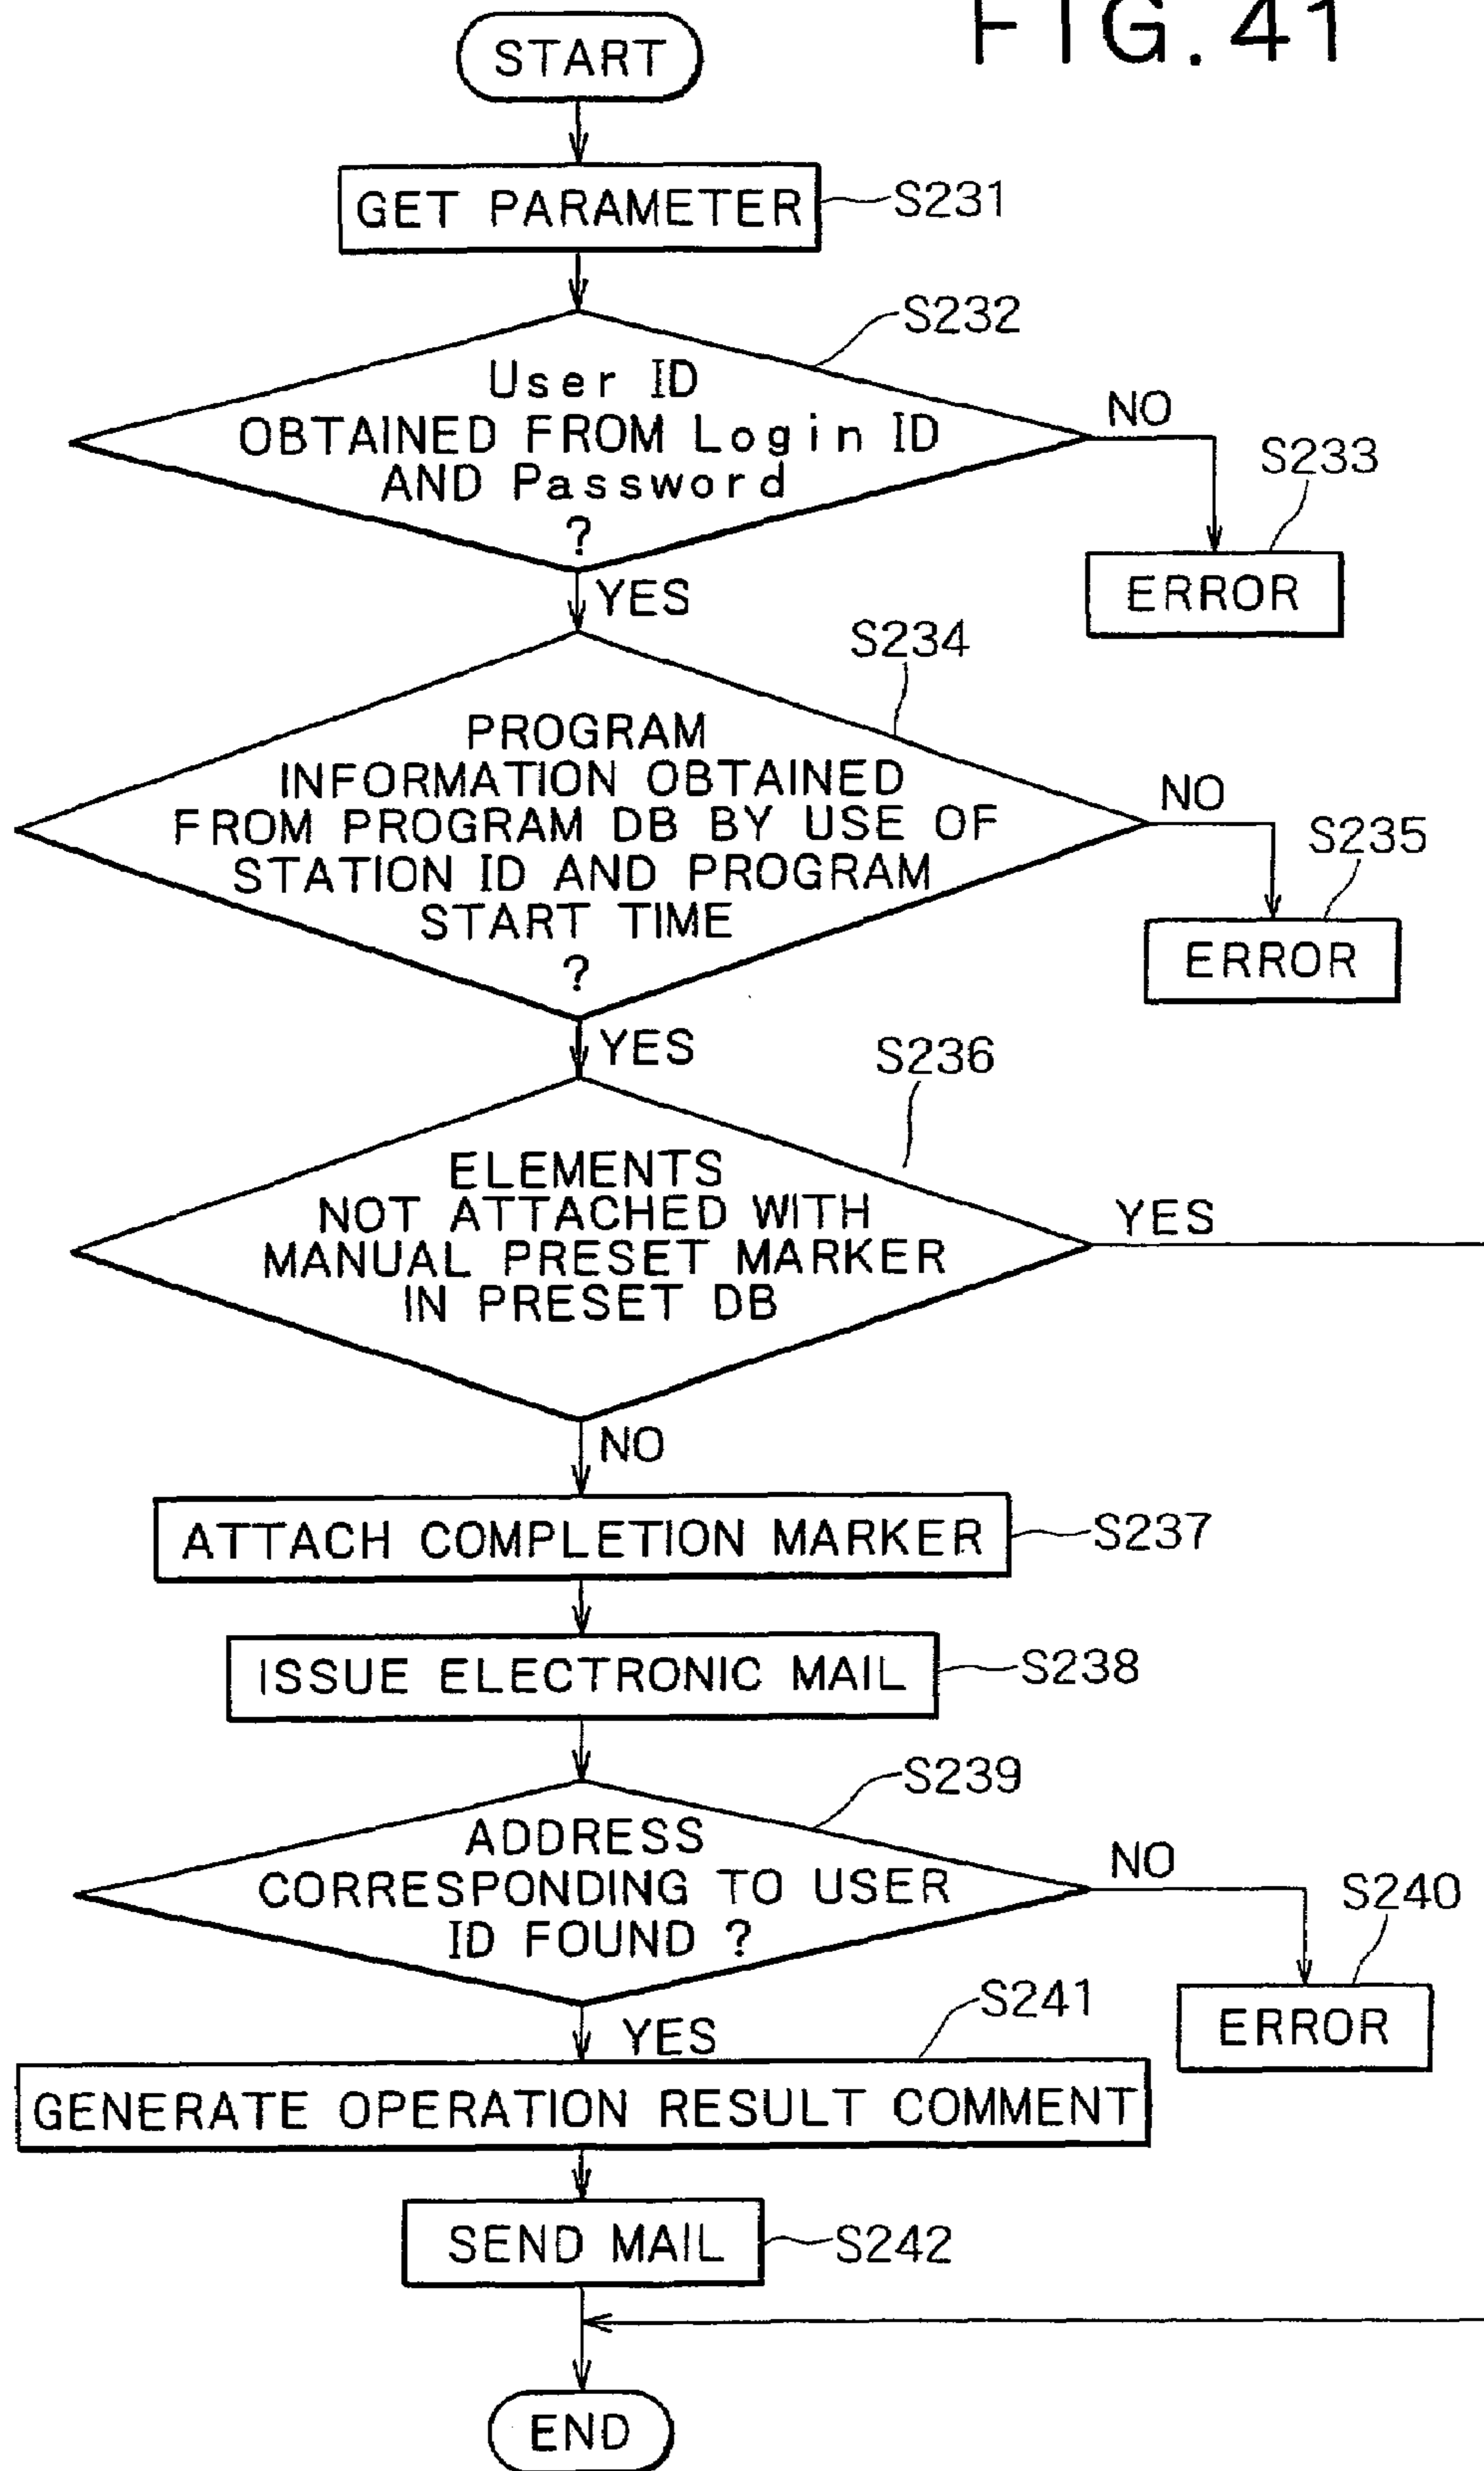 FIG.41
START
GET PARAMETER
S231
S232
User ID
OBTAINED FROM Login ID
AND Password
?
NO
S233
ERROR
YES
S234
PROGRAM
INFORMATION OBTAINED
FROM PROGRAM DB BY USE OF
STATION ID AND PROGRAM
START TIME
?
NO
S235
ERROR
YES
S236
ELEMENTS
NOT ATTACHED WITH
MANUAL PRESET MARKER
IN PRESET DB
YES
NO
ATTACH COMPLETION MARKER
S237
ISSUE ELECTRONIC MAIL
S238
S239
ADDRESS
CORRESPONDING TO USER
ID FOUND ?
NO
S240
ERROR
YES
S241
GENERATE OPERATION RESULT COMMENT
SEND MAIL
S242
END